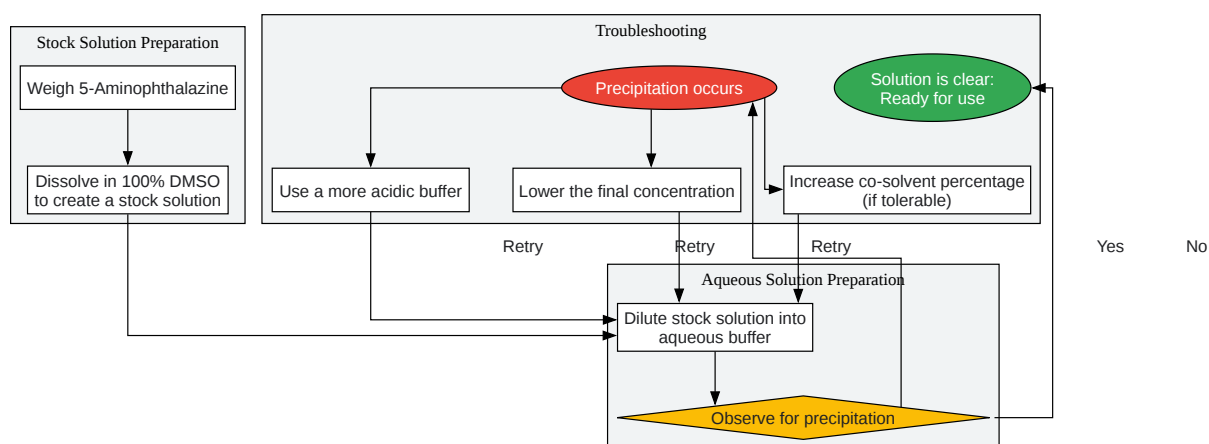 Stock Solution Preparation
Weigh 5-Aminophthalazine
Dissolve in 100% DMSO
to create a stock solution
Troubleshooting
Precipitation occurs
Solution is clear:
Ready for use
Use a more acidic buffer
Lower the final concentration
Increase co-solvent percentage
(if tolerable)
Retry
Retry
Retry
Yes
No
Aqueous Solution Preparation
Dilute stock solution into
aqueous buffer
Observe for precipitation